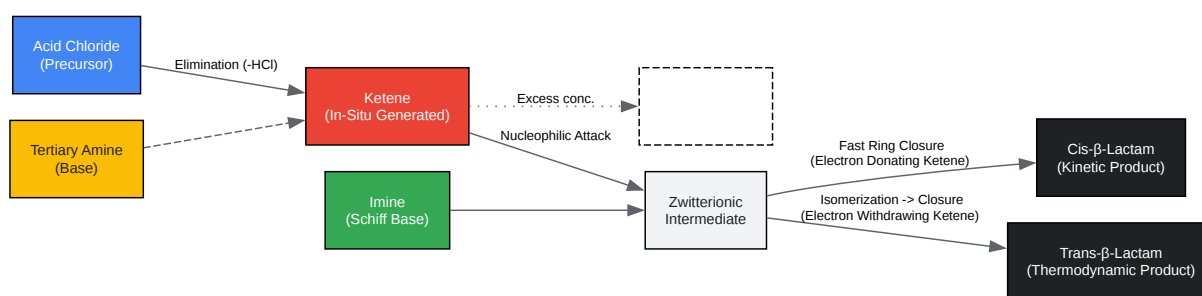 Acid Chloride
(Precursor)
Elimination (-HCl)
Tertiary Amine
(Base)
Ketene
(In-Situ Generated)
Excess conc.
Nucleophilic Attack
Imine
(Schiff Base)
Zwitterionic
Intermediate
Fast Ring Closure
(Electron Donating Ketene)
Isomerization -> Closure
(Electron Withdrawing Ketene)
Cis-β-Lactam
(Kinetic Product)
Trans-β-Lactam
(Thermodynamic Product)